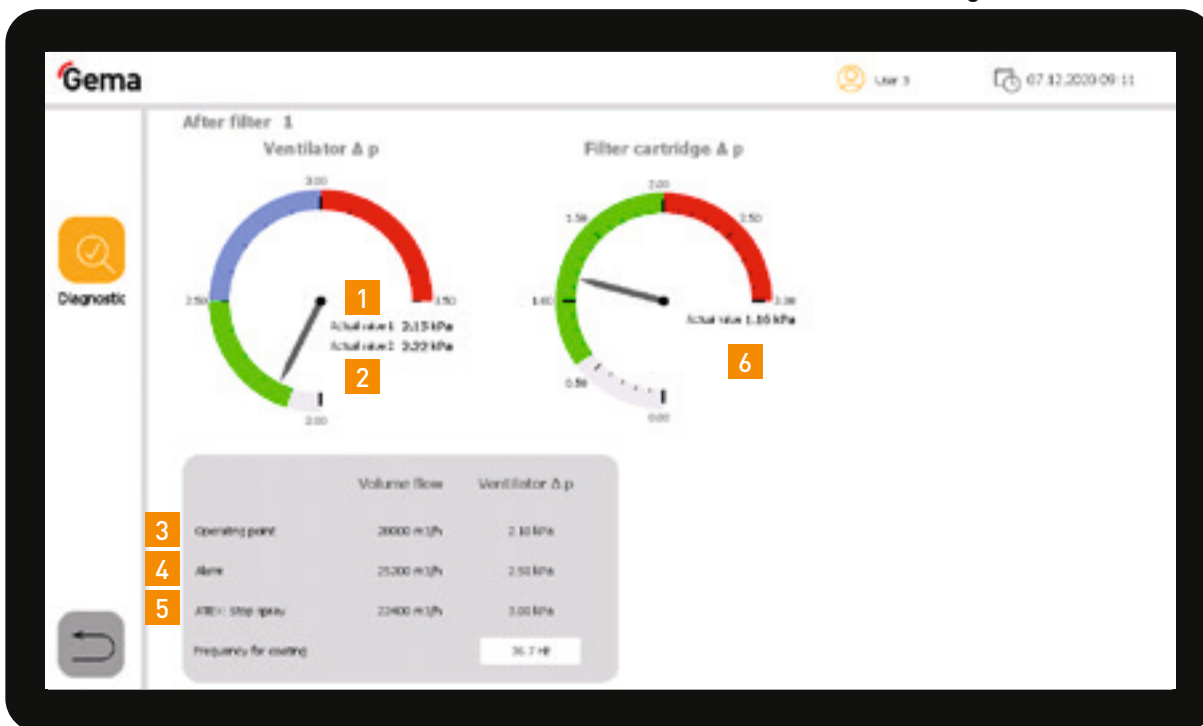 Gema
User 3
07.12.2020 09:11
After filter 1
Ventilator Δ p
Filter cartridge Δ p
3.00
2.00
1.50
2.50
2.50
3.50
1.00
3.00
1
Actual value 1
kPa
Actual value 1.16 kPa
Actual value 2
kPa
2
6
0.50
2.00
0.00
Diagnostic
Volume flow
Ventilator Δ p
3
Operating point
28000 m3/h
2.10 kPa
4
Alarm
25200 m3/h
2.50 kPa
5
ATEX: Stop spray
22400 m3/h
3.00 kPa
Frequency for coating
36.7 Hz